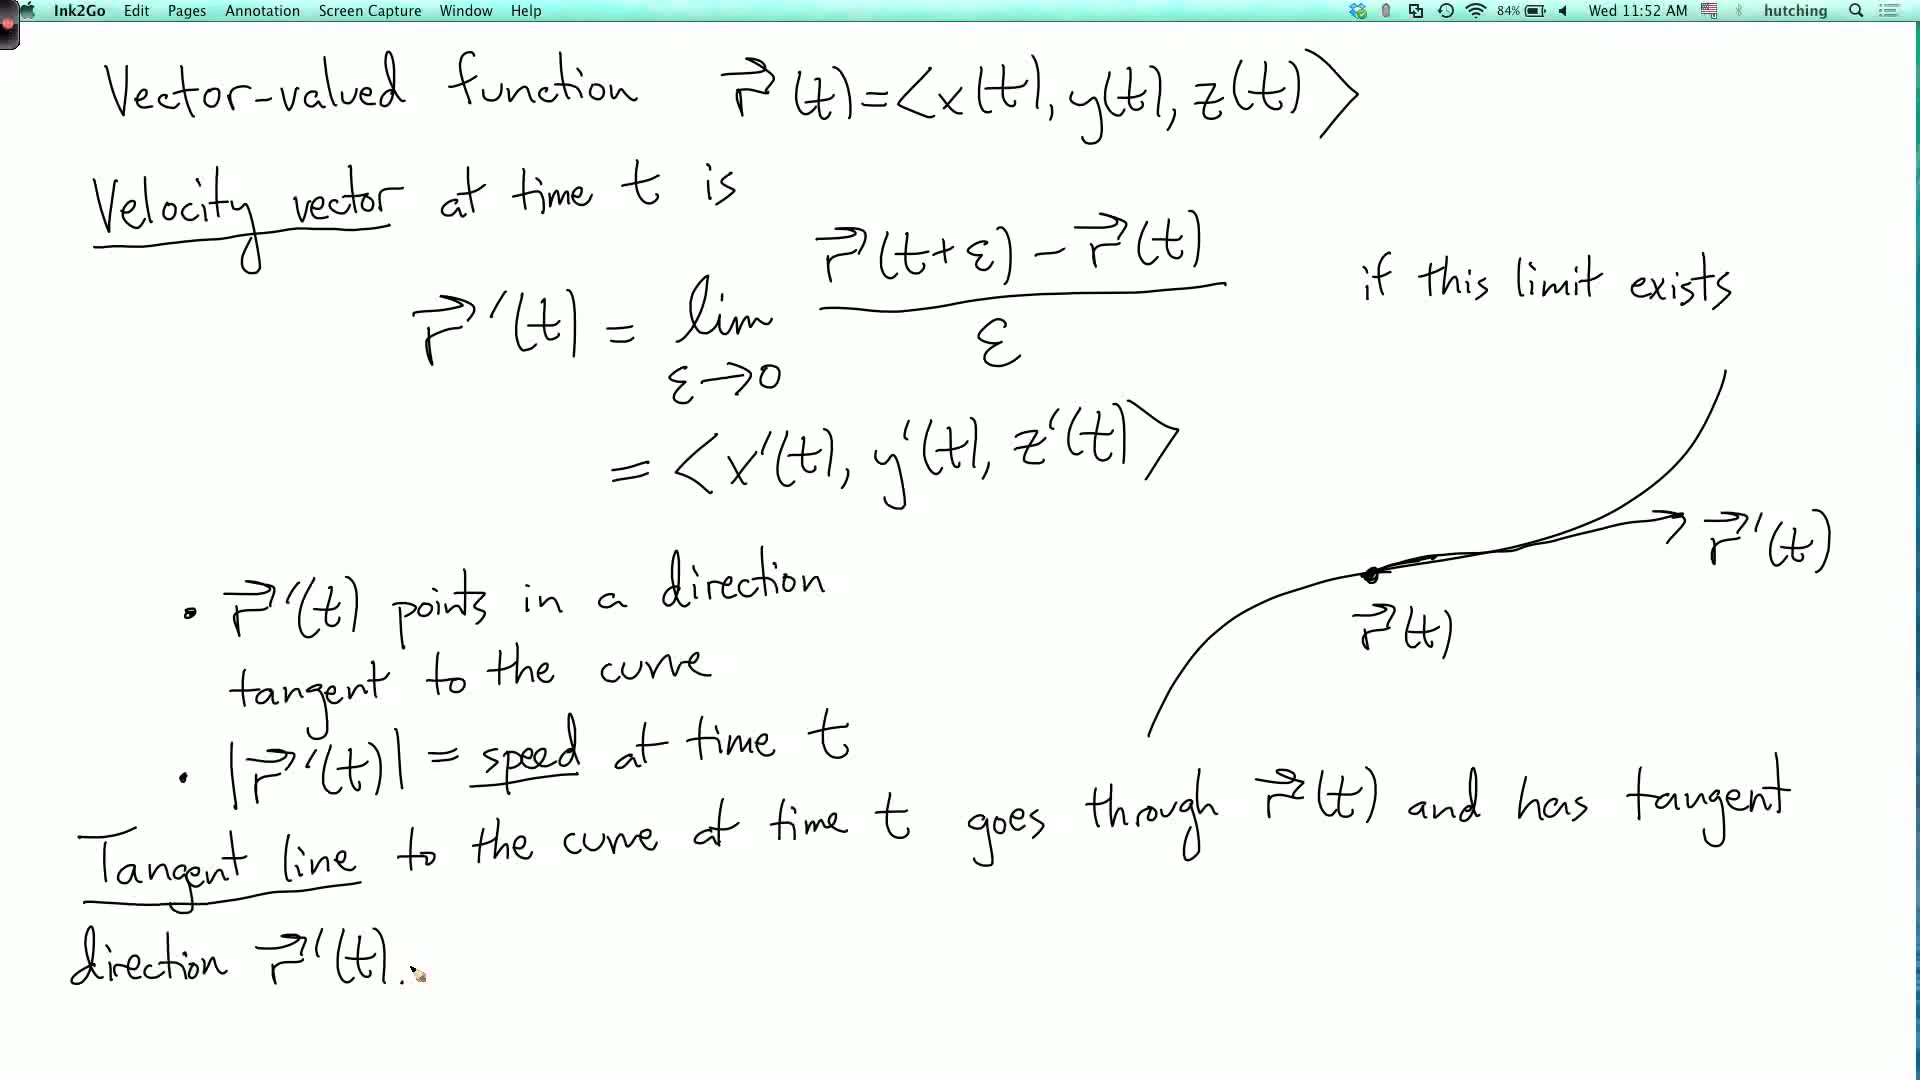 Ink2Go Edit Pages Annotation Screen Capture Window Help 84% Wed 11:52 AM hutching
Vector-valued function r⃗(t)=<x(t), y(t), z(t)>
Velocity vector at time t is
r⃗'(t) = lim ε→0 (r⃗(t+ε) - r⃗(t))/ε if this limit exists
= <x'(t), y'(t), z'(t)>
r⃗'(t)
r⃗(t)
• r⃗'(t) points in a direction
tangent to the curve
• |r⃗'(t)| = speed at time t
Tangent line to the curve at time t goes through r⃗(t) and has tangent
direction r⃗'(t).